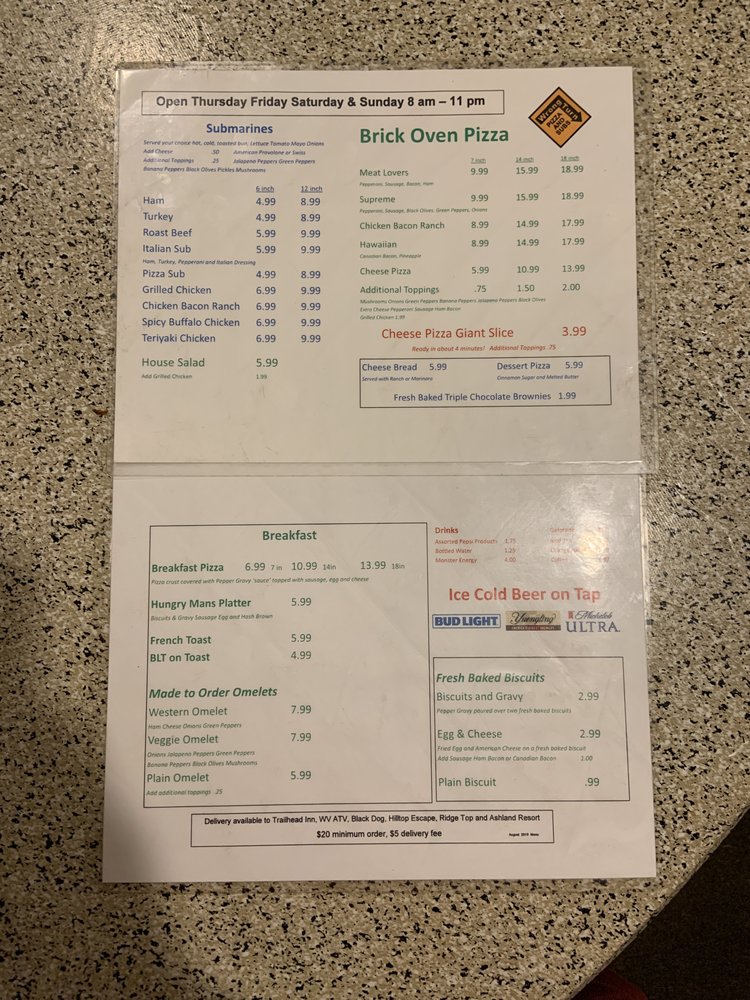 Open Thursday Friday Saturday & Sunday 8 am – 11 pm
Wrong Turn
PIZZA
AND
SUBS
Submarines
Served your choice hot, cold, toasted bun, Lettuce Tomato Mayo Onions
Add Cheese .50 American Provolone or Swiss
Additional Toppings .25 Jalapeno Peppers Green Peppers
Banana Peppers Black Olives Pickles Mushrooms
6 inch 12 inch
Ham 4.99 8.99
Turkey 4.99 8.99
Roast Beef 5.99 9.99
Italian Sub 5.99 9.99
Ham, Turkey, Pepperoni and Italian Dressing
Pizza Sub 4.99 8.99
Grilled Chicken 6.99 9.99
Chicken Bacon Ranch 6.99 9.99
Spicy Buffalo Chicken 6.99 9.99
Teriyaki Chicken 6.99 9.99
House Salad 5.99
Add Grilled Chicken 1.99
Brick Oven Pizza
7 inch 14 inch 18 inch
Meat Lovers 9.99 15.99 18.99
Pepperoni, Sausage, Bacon, Ham
Supreme 9.99 15.99 18.99
Pepperoni, Sausage, Black Olives, Green Peppers, Onions
Chicken Bacon Ranch 8.99 14.99 17.99
Hawaiian 8.99 14.99 17.99
Canadian Bacon, Pineapple
Cheese Pizza 5.99 10.99 13.99
Additional Toppings .75 1.50 2.00
Mushrooms Onions Green Peppers Banana Peppers Jalapeno Peppers Black Olives
Extra Cheese Pepperoni Sausage Ham Bacon
Grilled Chicken 1.99
Cheese Pizza Giant Slice 3.99
Ready in about 4 minutes! Additional Toppings .75
Cheese Bread 5.99 Dessert Pizza 5.99
Served with Ranch or Marinara Cinnamon Sugar and Melted Butter
Fresh Baked Triple Chocolate Brownies 1.99
Breakfast
Breakfast Pizza 6.99 7 in 10.99 14in 13.99 18in
Pizza crust covered with Pepper Gravy 'sauce' topped with sausage, egg and cheese
Hungry Mans Platter 5.99
Biscuits & Gravy Sausage Egg and Hash Brown
French Toast 5.99
BLT on Toast 4.99
Made to Order Omelets
Western Omelet 7.99
Ham Cheese Onions Green Peppers
Veggie Omelet 7.99
Onions Jalapeno Peppers Green Peppers
Banana Peppers Black Olives Mushrooms
Plain Omelet 5.99
Add additional toppings .25
Drinks
Assorted Pepsi Products 1.75
Bottled Water 1.25
Monster Energy 4.00
Ice Cold Beer on Tap
BUD LIGHT Yuengling Michelob
ULTRA
Fresh Baked Biscuits
Biscuits and Gravy 2.99
Pepper Gravy poured over two fresh baked biscuits
Egg & Cheese 2.99
Fried Egg and American Cheese on a fresh baked biscuit
Add Sausage Ham Bacon or Canadian Bacon 1.00
Plain Biscuit .99
Delivery available to Trailhead Inn, WV ATV, Black Dog, Hilltop Escape, Ridge Top and Ashland Resort
$20 minimum order, $5 delivery fee August 2019 Menu